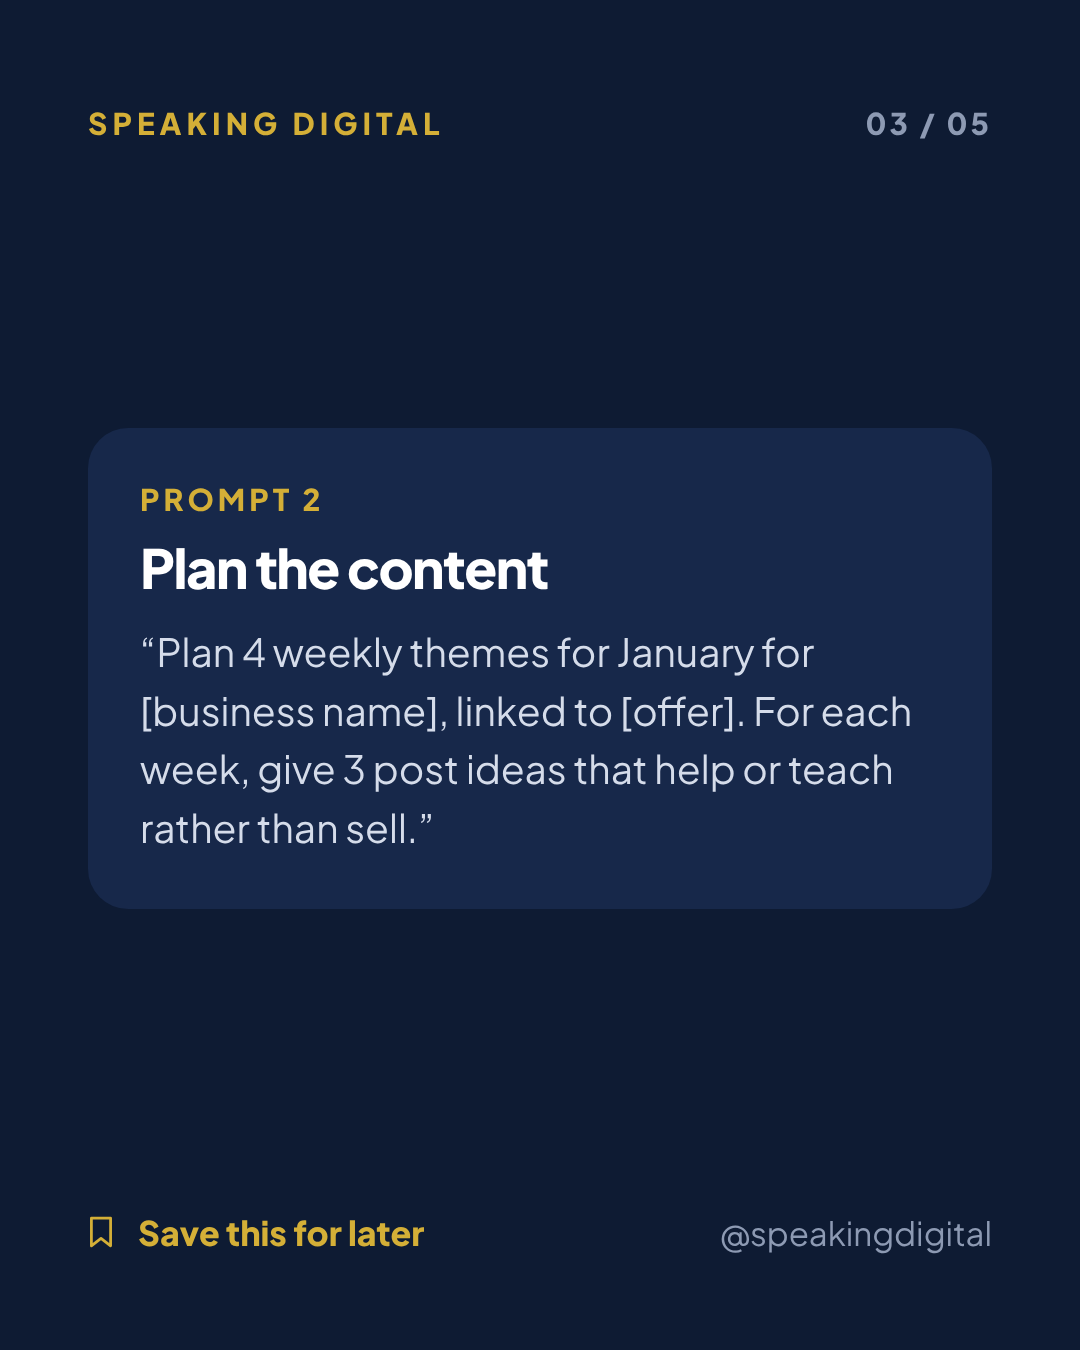 SPEAKING DIGITAL
03 / 05
PROMPT 2
Plan the content
“Plan 4 weekly themes for January for
[business name], linked to [offer]. For each
week, give 3 post ideas that help or teach
rather than sell.”
Save this for later
@speakingdigital